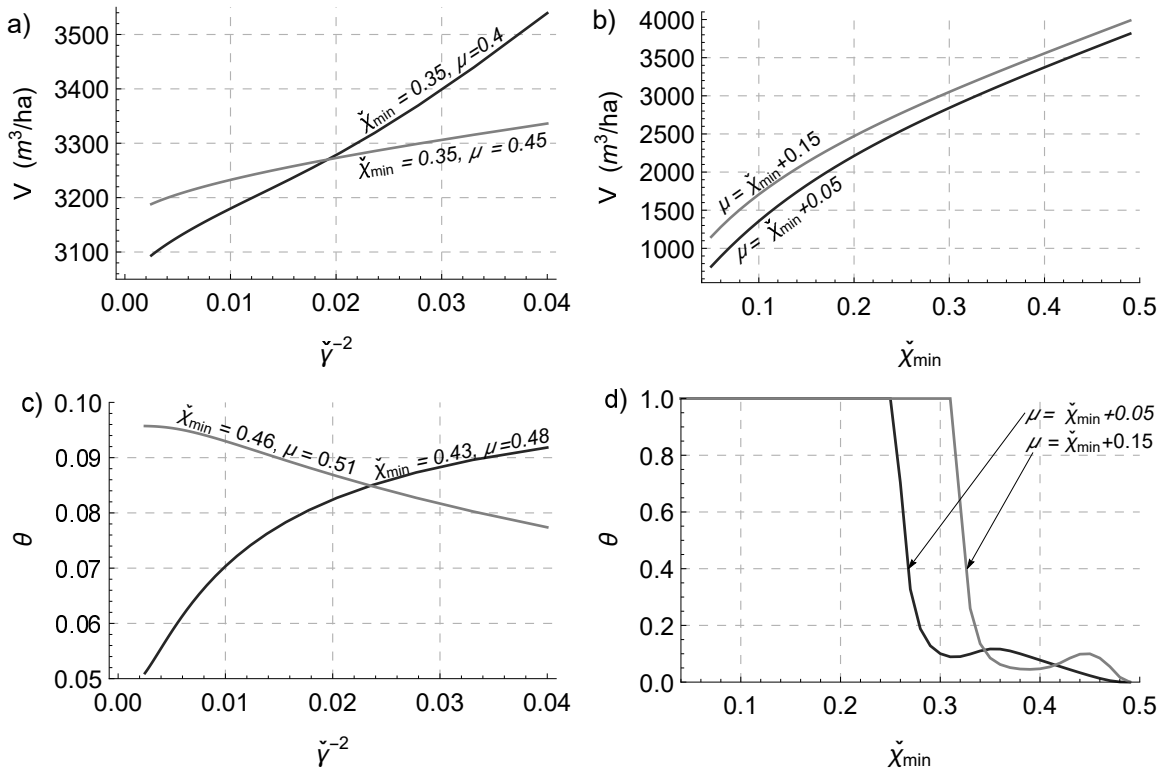 a)
3500
3400
3300
3200
3100
V (m³/ha)
χ̌min = 0.35, μ=0.4
χ̌min = 0.35, μ = 0.45
0.00 0.01 0.02 0.03 0.04
γ̌⁻²
b)
4000
3500
3000
2500
2000
1500
1000
V (m³/ha)
μ = χ̌min+0.15
μ = χ̌min+0.05
0.1 0.2 0.3 0.4 0.5
χ̌min
c)
0.10
0.09
0.08
0.07
0.06
0.05
θ
χ̌min = 0.46, μ = 0.51
χ̌min = 0.43, μ=0.48
0.00 0.01 0.02 0.03 0.04
γ̌⁻²
d)
1.0
0.8
0.6
0.4
0.2
0.0
θ
μ = χ̌min+0.05
μ = χ̌min+0.15
0.1 0.2 0.3 0.4 0.5
χ̌min